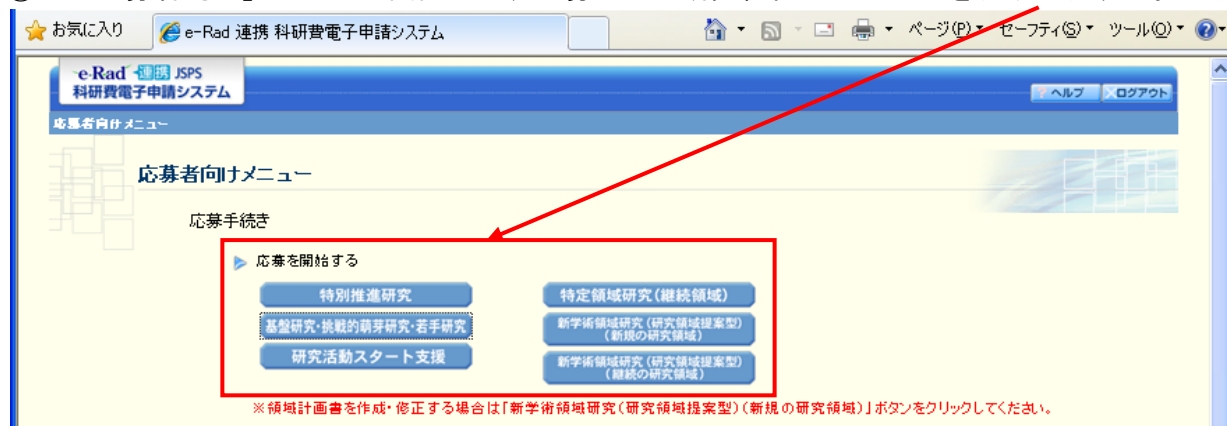 お気に入り e-Rad 連携 科研費電子申請システム ページ(P) セーフティ(S) ツール(O)
e-Rad 連携 JSPS
科研費電子申請システム
? ヘルプ ×ログアウト
応募者向けメニュー
応募者向けメニュー
応募手続き
応募を開始する
特別推進研究 特定領域研究(継続領域)
基盤研究・挑戦的萌芽研究・若手研究 新学術領域研究(研究領域提案型)
(新規の研究領域)
研究活動スタート支援 新学術領域研究(研究領域提案型)
(継続の研究領域)
※領域計画書を作成・修正する場合は「新学術領域研究(研究領域提案型)(新規の研究領域)」ボタンをクリックしてください。